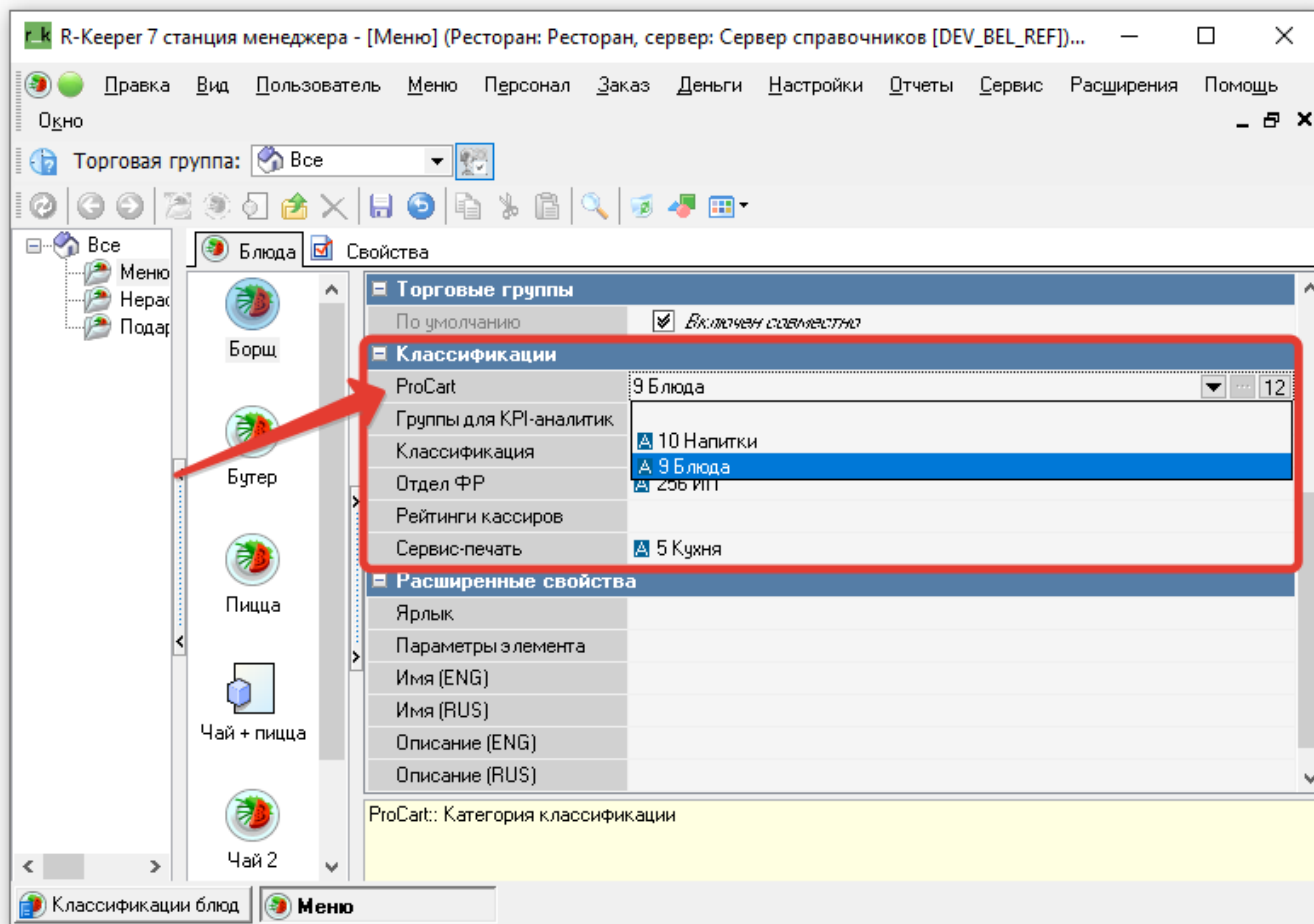 r_k R-Keeper 7 станция менеджера - [Меню] (Ресторан: Ресторан, сервер: Сервер справочников [DEV_BEL_REF])...
Правка Вид Пользователь Меню Персонал Заказ Деньги Настройки Отчеты Сервис Расширения Помощь
Окно
Торговая группа: Все
Все
Меню
Нерас
Подар
Блюда Свойства
Борщ
Бутер
Пицца
Чай + пицца
Чай 2
Торговые группы
По умолчанию Включен совместно
Классификации
ProCart 9 Блюда 12
Группы для KPI-аналитик
A 10 Напитки
Классификация
A 9 Блюда
Отдел ФР A 256 ИП
Рейтинги кассиров
Сервис-печать A 5 Кухня
Расширенные свойства
Ярлык
Параметры элемента
Имя (ENG)
Имя (RUS)
Описание (ENG)
Описание (RUS)
ProCart:: Категория классификации
Классификации блюд Меню